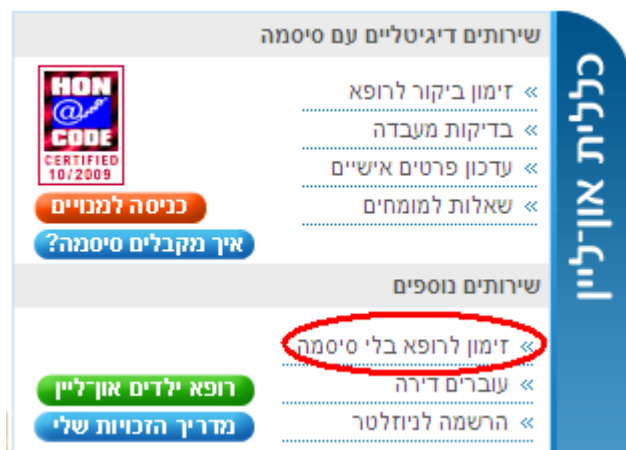 כללית און־ליין
שירותים דיגיטליים עם סיסמה
» זימון ביקור לרופא
» בדיקות מעבדה
» עדכון פרטים אישיים
» שאלות למומחים
HON
@
CODE
CERTIFIED
10/2009
כניסה למנויים
איך מקבלים סיסמה?
שירותים נוספים
» זימון לרופא בלי סיסמה
» עוברים דירה
» הרשמה לניוזלטר
רופא ילדים און־ליין
מדריך הזכויות שלי